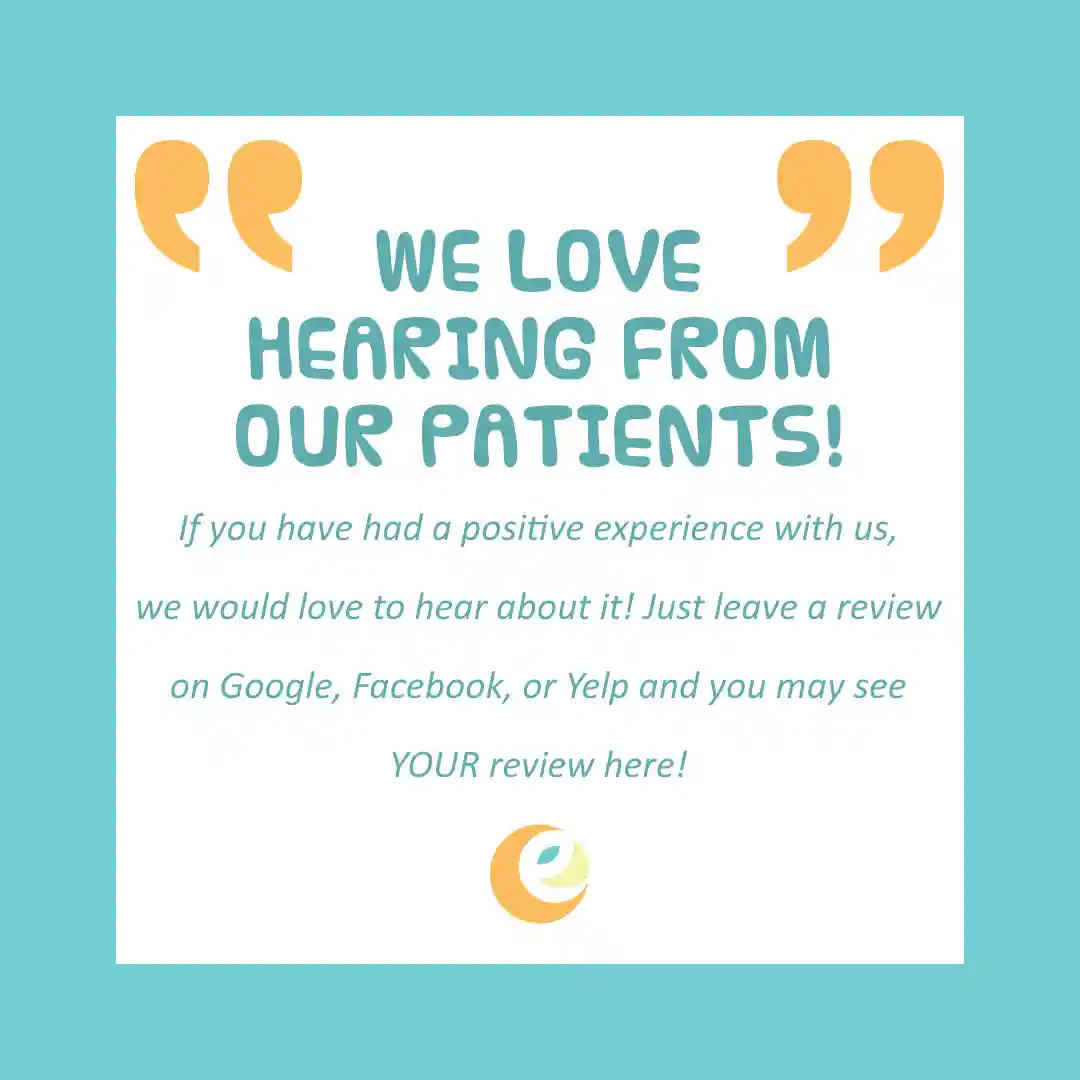 WE LOVE
HEARING FROM
OUR PATIENTS!
If you have had a positive experience with us,
we would love to hear about it! Just leave a review
on Google, Facebook, or Yelp and you may see
YOUR review here!
e